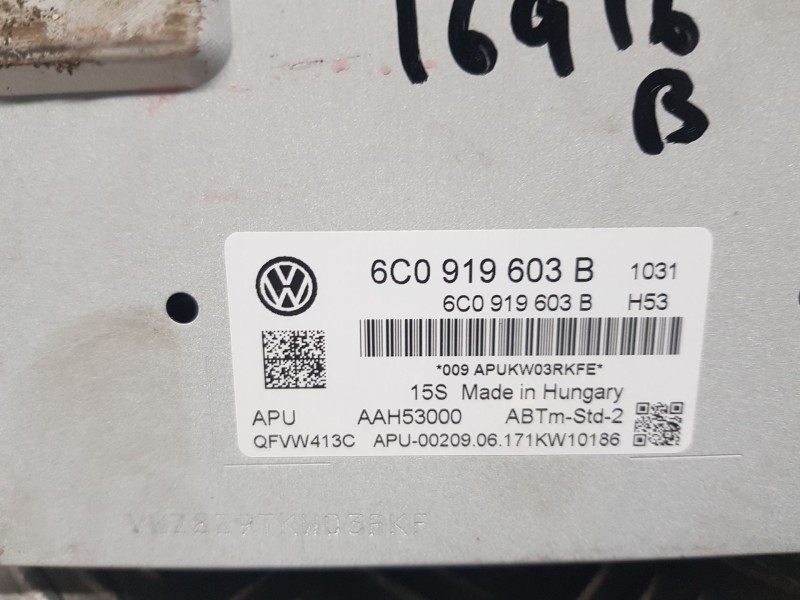 16916
B
6C0 919 603 B 1031
6C0 919 603 B H53
*009 APUKW03RKFE*
15S Made in Hungary
APU AAH53000 ABTm-Std-2
QFVW413C APU-00209.06.171KW10186